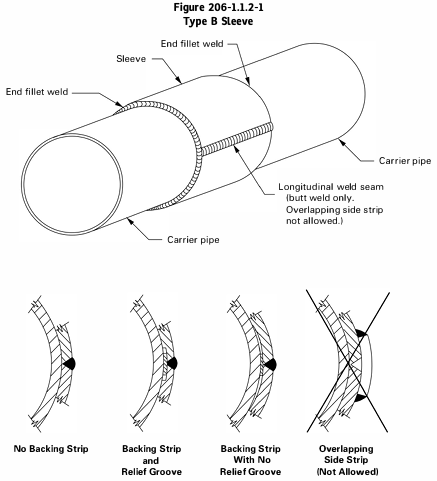 Figure 206-1.1.2-1
Type B Sleeve
End fillet weld
Sleeve
End fillet weld
Carrier pipe
Longitudinal weld seam
(butt weld only.
Overlapping side strip
not allowed.)
Carrier pipe
No Backing Strip
Backing Strip
and
Relief Groove
Backing Strip
With No
Relief Groove
Overlapping
Side Strip
(Not Allowed)